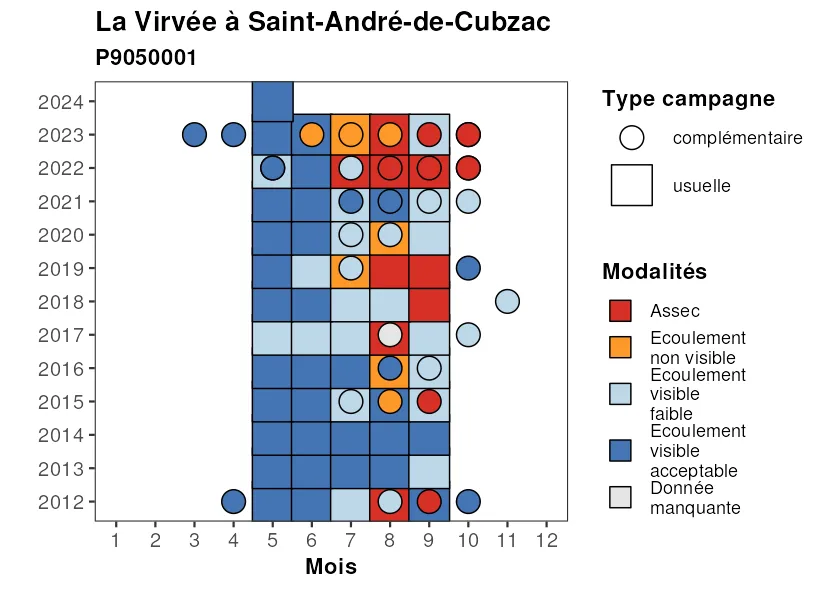 La Virvée à Saint-André-de-Cubzac
P9050001
2024
2023
2022
2021
2020
2019
2018
2017
2016
2015
2014
2013
2012
1 2 3 4 5 6 7 8 9 10 11 12
Mois
Type campagne
complémentaire
usuelle
Modalités
Assec
Ecoulement
non visible
Ecoulement
visible
faible
Ecoulement
visible
acceptable
Donnée
manquante